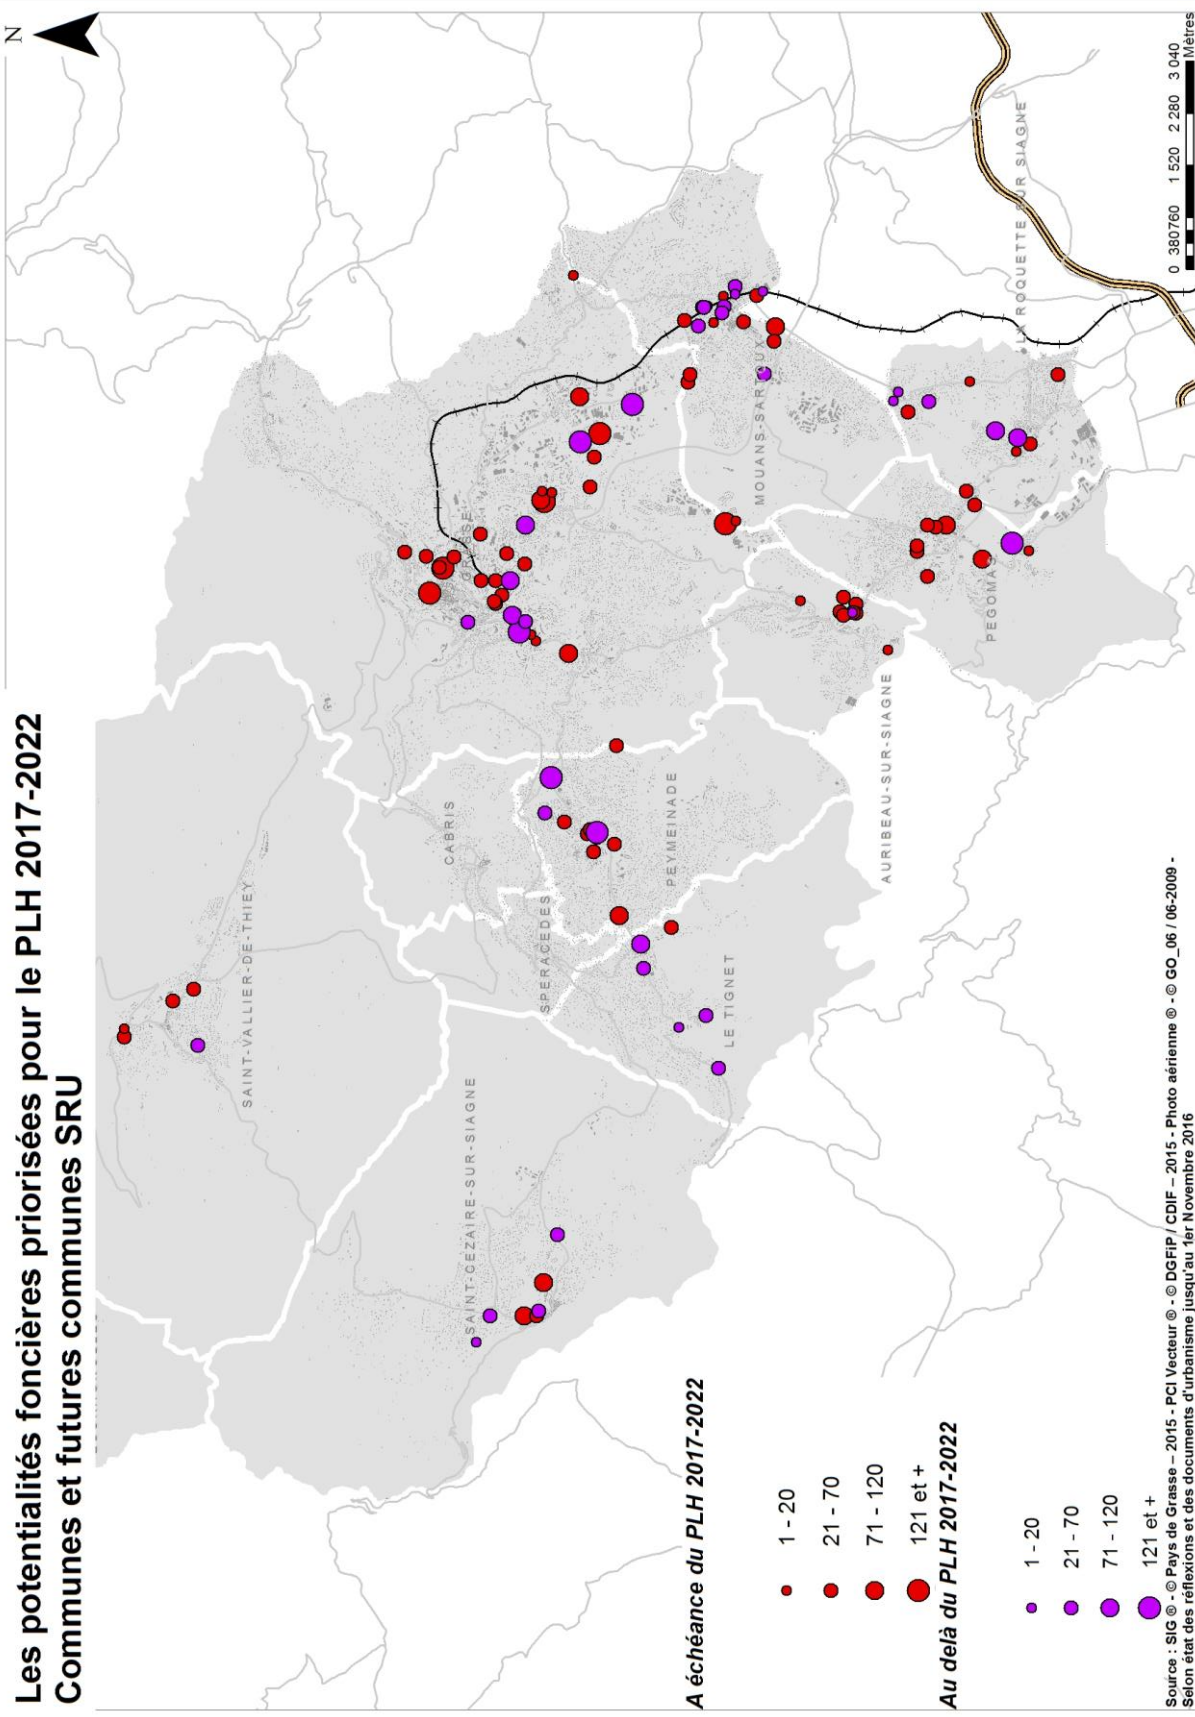 Les potentialités foncières priorisées pour le PLH 2017-2022
Communes et futures communes SRU
N
SAINT-VALLIER-DE-THIEY
CABRIS
GRASSE
SAINT-CEZAIRE-SUR-SIAGNE
SPERACEDES
PEYMEINADE
LE TIGNET
MOUANS-SARTOUX
AURIBEAU-SUR-SIAGNE
PEGOMAS
LA ROQUETTE SUR SIAGNE
A échéance du PLH 2017-2022
1 - 20
21 - 70
71 - 120
121 et +
Au delà du PLH 2017-2022
1 - 20
21 - 70
71 - 120
121 et +
0 380760 1 520 2 280 3 040
Mètres
Source : SIG ® - © Pays de Grasse – 2015 - PCI Vecteur ® - © DGFiP / CDIF – 2015 - Photo aérienne ® - © GO_06 / 06-2009 -
Selon état des réflexions et des documents d'urbanisme jusqu'au 1er Novembre 2016